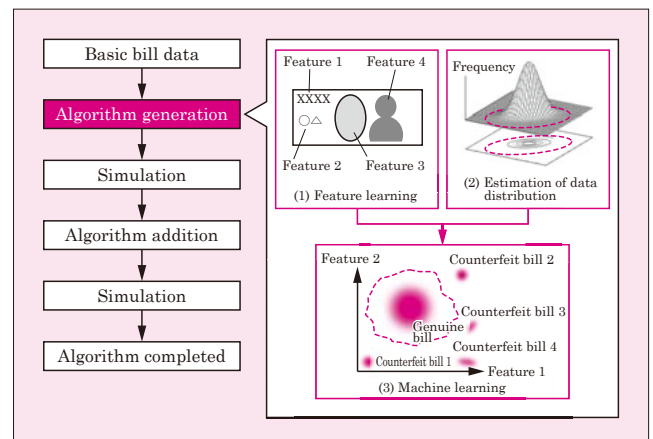 Basic bill data
Algorithm generation
Simulation
Algorithm addition
Simulation
Algorithm completed
Feature 1
Feature 4
XXXX
○△
Feature 2
Feature 3
(1) Feature learning
Frequency
(2) Estimation of data
distribution
Feature 2
Counterfeit bill 2
Counterfeit bill 3
Genuine
bill
Counterfeit bill 4
Counterfeit bill 1
Feature 1
(3) Machine learning